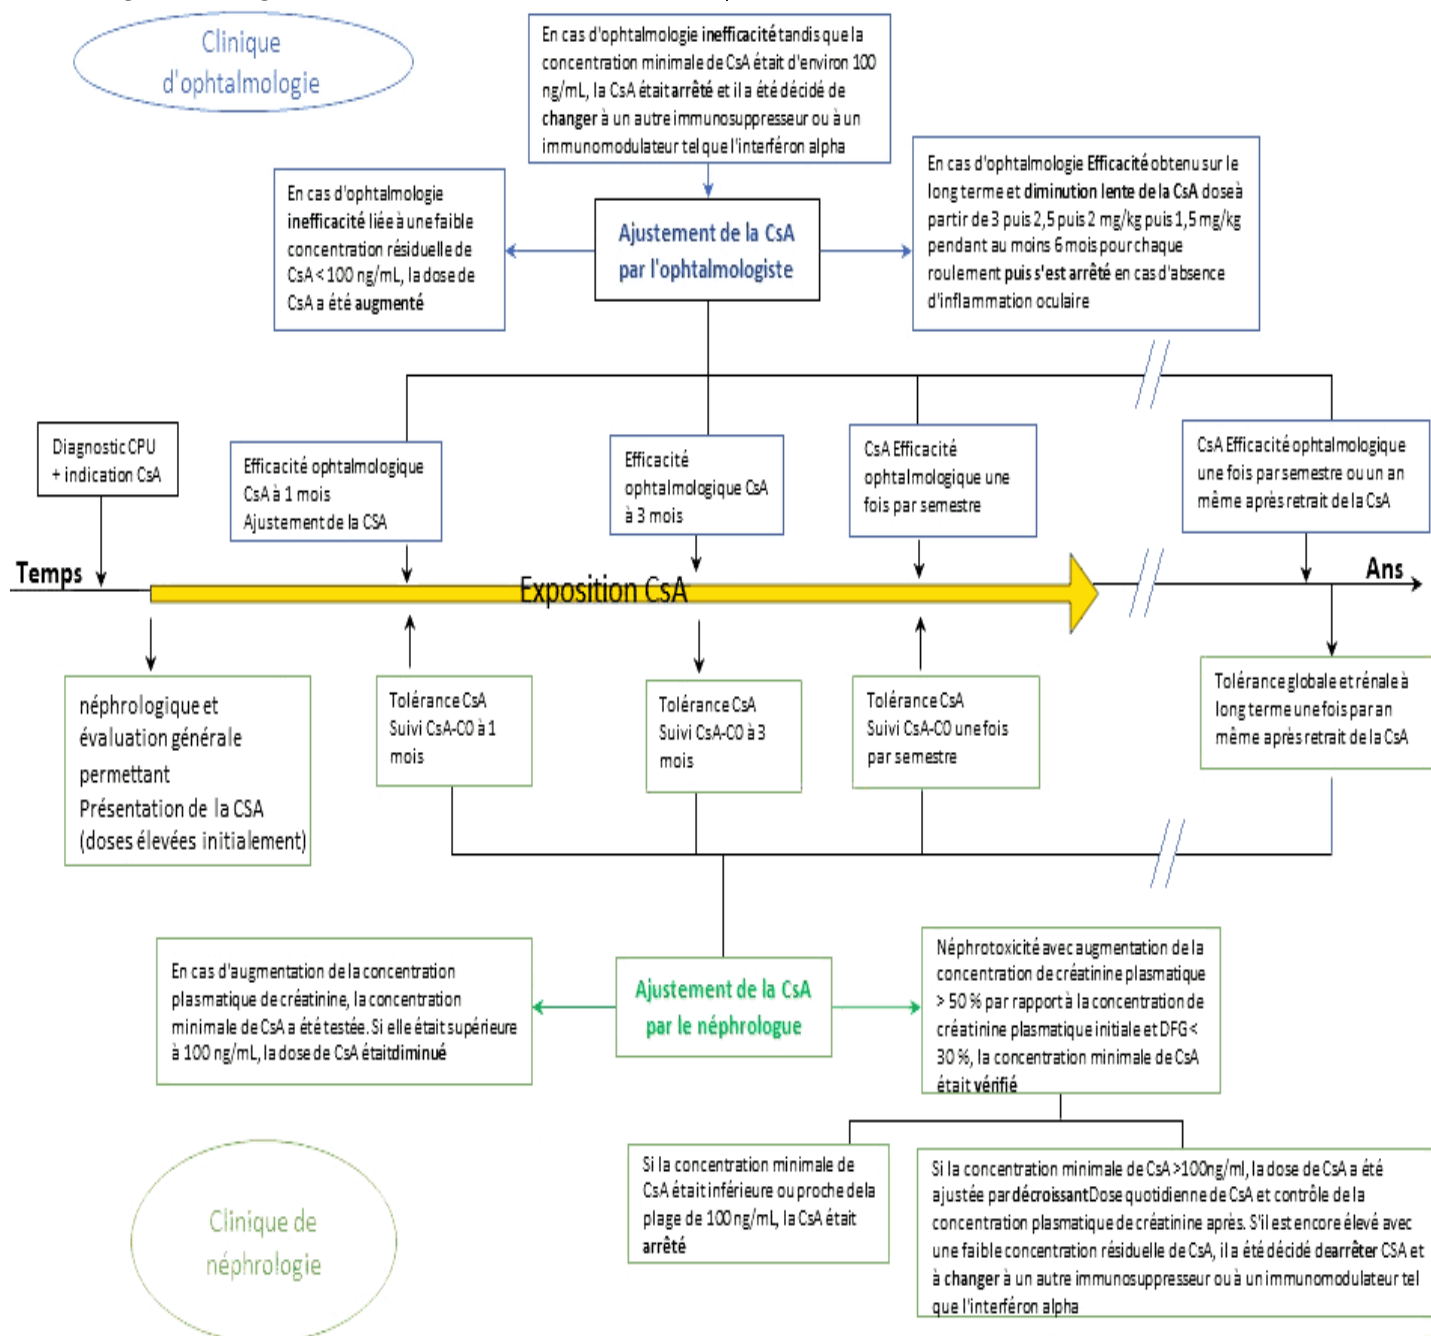 Clinique
d'ophtalmologie
En cas d'ophtalmologie inefficacité tandis que la
concentration minimale de CsA était d'environ 100
ng/mL, la CsA était arrêté et il a été décidé de
changer à un autre immunosuppresseur ou à un
immunomodulateur tel que l'interféron alpha
En cas d'ophtalmologie
inefficacité liée à une faible
concentration résiduelle de
CsA < 100 ng/mL, la dose de
CsA a été augmenté
Ajustement de la CsA
par l'ophtalmologiste
En cas d'ophtalmologie Efficacité obtenu sur le
long terme et diminution lente de la CsA dose à
partir de 3 puis 2,5 puis 2 mg/kg puis 1,5 mg/kg
pendant au moins 6 mois pour chaque
roulement puis s'est arrêté en cas d'absence
d'inflammation oculaire
Diagnostic CPU
+ indication CsA
Efficacité ophtalmologique
CsA à 1 mois
Ajustement de la CSA
Efficacité
ophtalmologique CsA
à 3 mois
CsA Efficacité
ophtalmologique une
fois par semestre
CsA Efficacité ophtalmologique
une fois par semestre ou un an
même après retrait de la CsA
Temps
Exposition CsA
Ans
néphrologique et
évaluation générale
permettant
Présentation de la CSA
(doses élevées initialement)
Tolérance CsA
Suivi CsA-C0 à 1
mois
Tolérance CsA
Suivi CsA-C0 à 3
mois
Tolérance CsA
Suivi CsA-C0 une fois
par semestre
Tolérance globale et rénale à
long terme une fois par an
même après retrait de la CsA
En cas d'augmentation de la concentration
plasmatique de créatinine, la concentration
minimale de CsA a été testée. Si elle était supérieure
à 100 ng/mL, la dose de CsA étaitdiminué
Ajustement de la CsA
par le néphrologue
Néphrotoxicité avec augmentation de la
concentration de créatinine plasmatique
> 50 % par rapport à la concentration de
créatinine plasmatique initiale et DFG <
30 %, la concentration minimale de CsA
était vérifié
Si la concentration minimale de
CsA était inférieure ou proche dela
plage de 100 ng/mL, la CsA était
arrêté
Si la concentration minimale de CsA >100ng/ml, la dose de CsA a été
ajustée pardécroissantDose quotidienne de CsA et contrôle de la
concentration plasmatique de créatinine après. S'il est encore élevé avec
une faible concentration résiduelle de CsA, il a été décidé dearrêter CSA et
à changer à un autre immunosuppresseur ou à un immunomodulateur tel
que l'interféron alpha
Clinique de
néphrologie